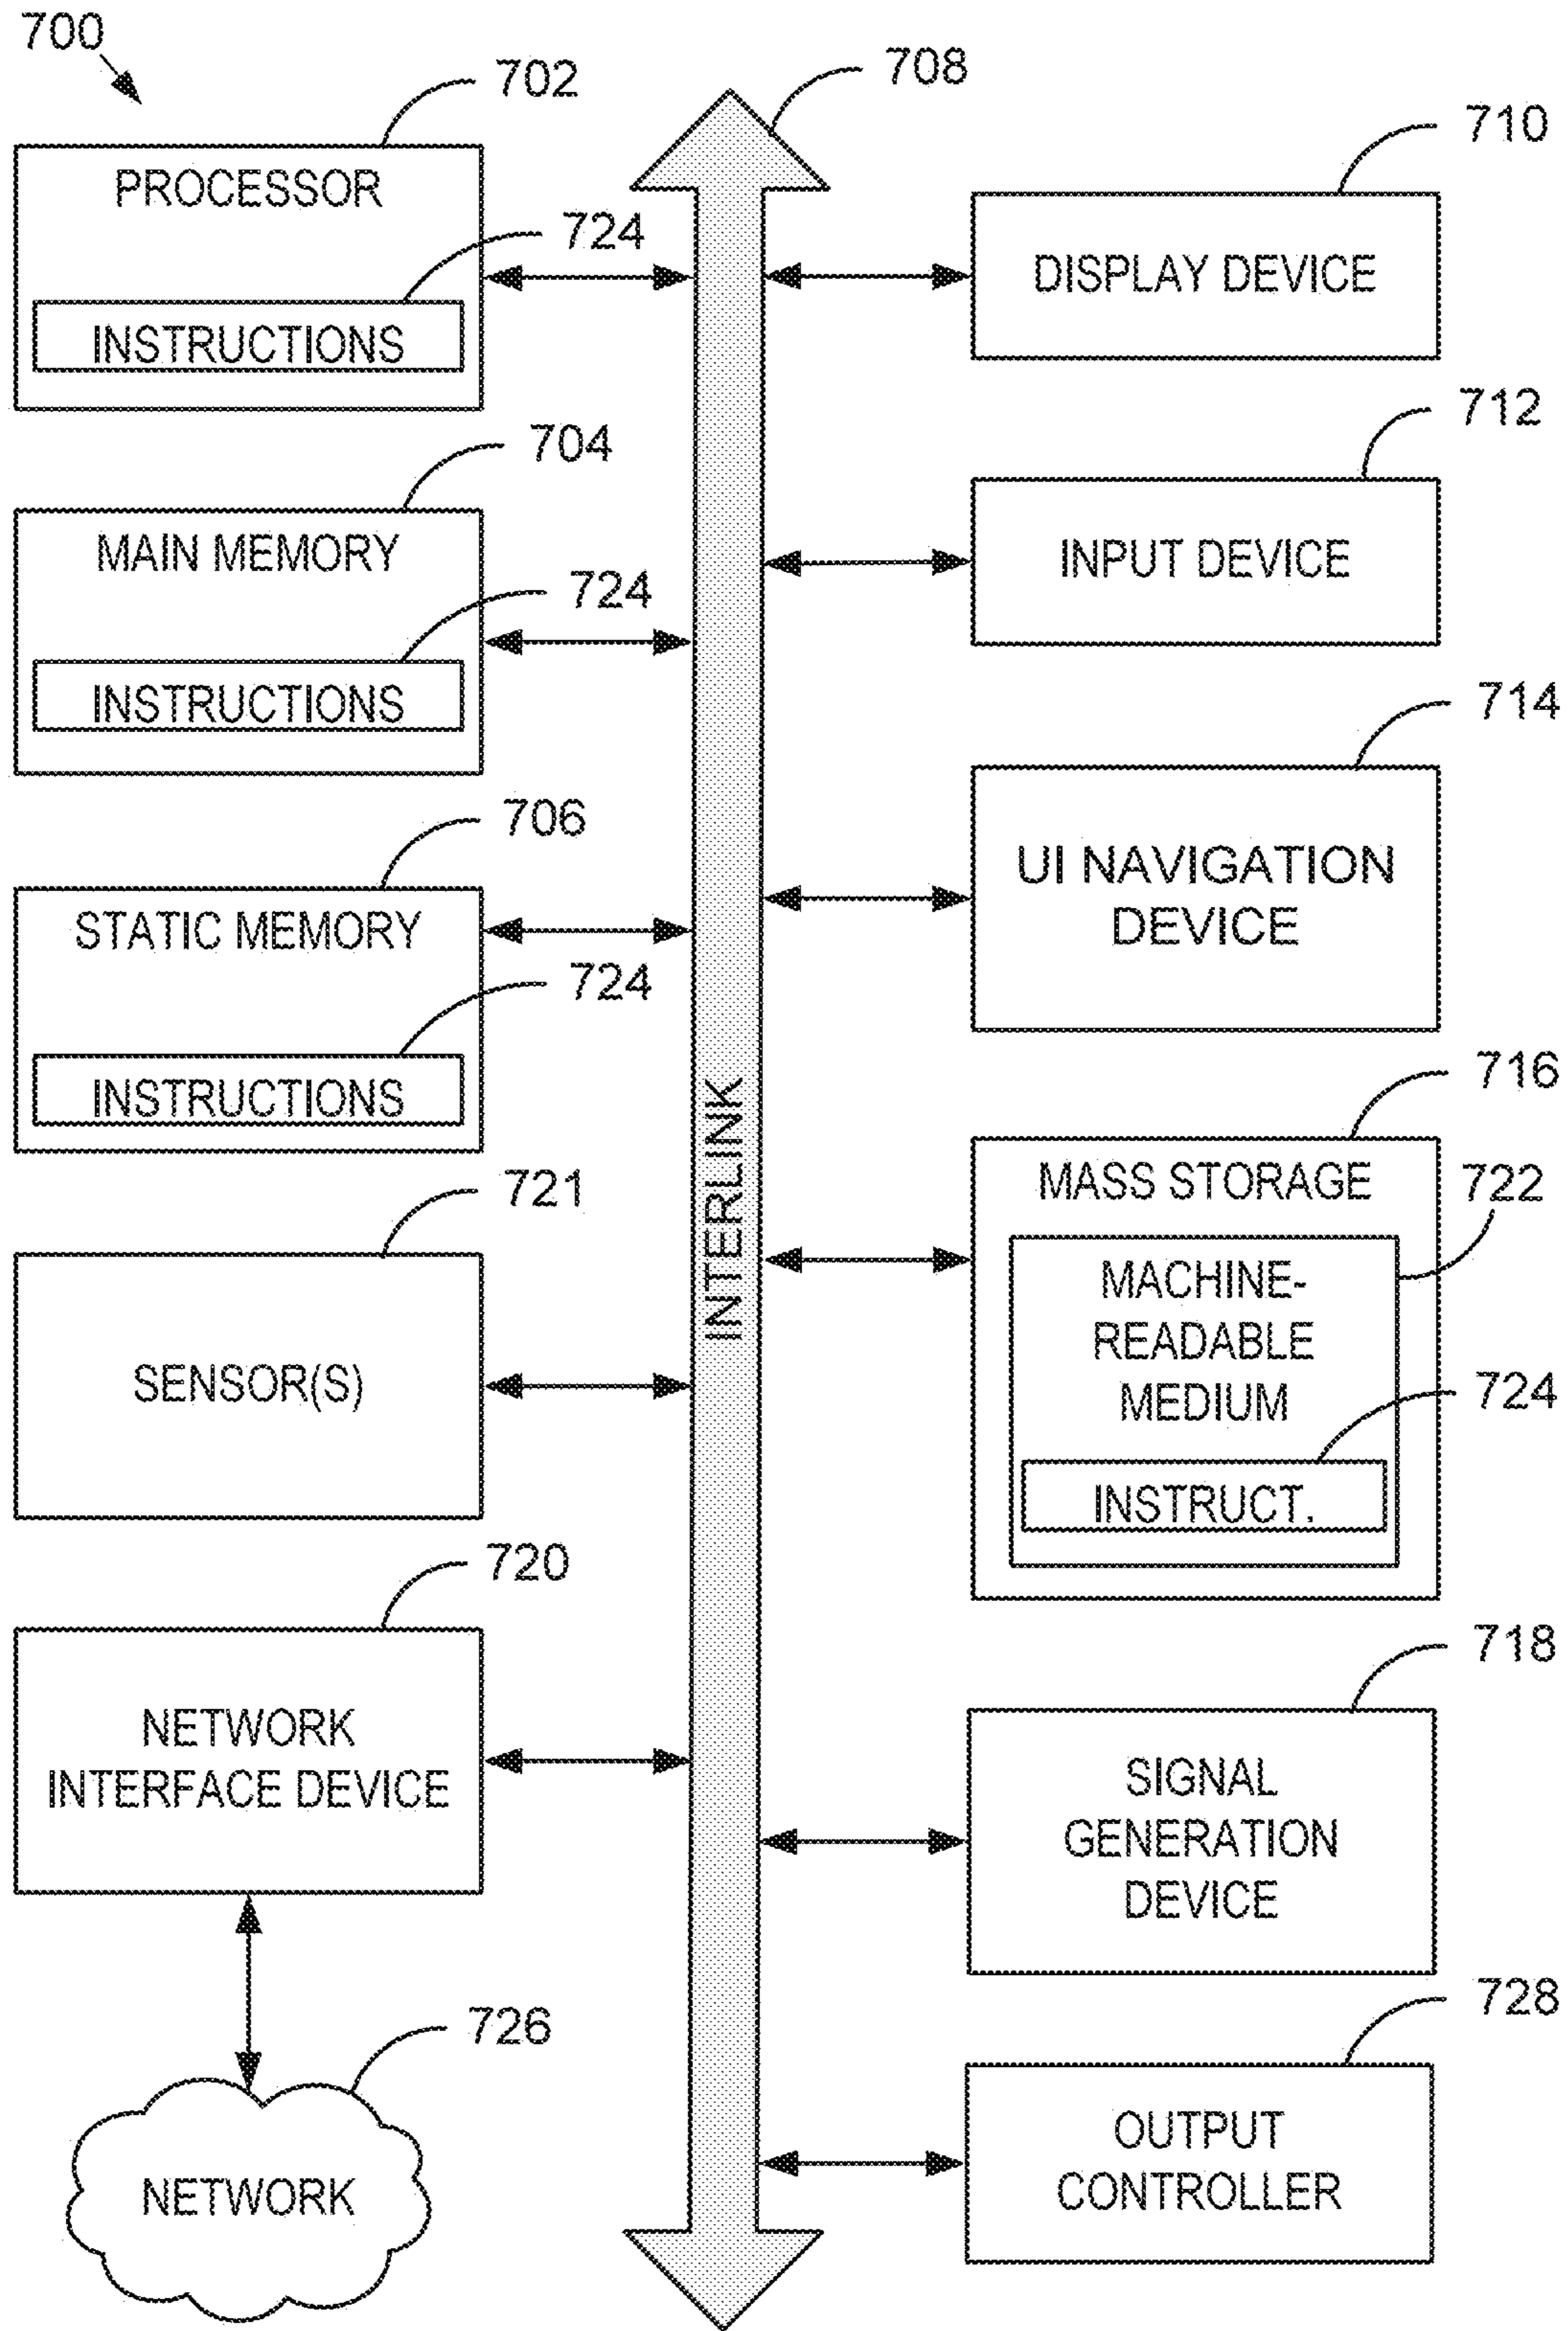 700
702
PROCESSOR
724
INSTRUCTIONS
704
MAIN MEMORY
724
INSTRUCTIONS
706
STATIC MEMORY
724
INSTRUCTIONS
721
SENSOR(S)
720
NETWORK
INTERFACE DEVICE
726
NETWORK
708
INTERLINK
710
DISPLAY DEVICE
712
INPUT DEVICE
714
UI NAVIGATION
DEVICE
716
MASS STORAGE
722
MACHINE-
READABLE
MEDIUM
724
INSTRUCT.
718
SIGNAL
GENERATION
DEVICE
728
OUTPUT
CONTROLLER